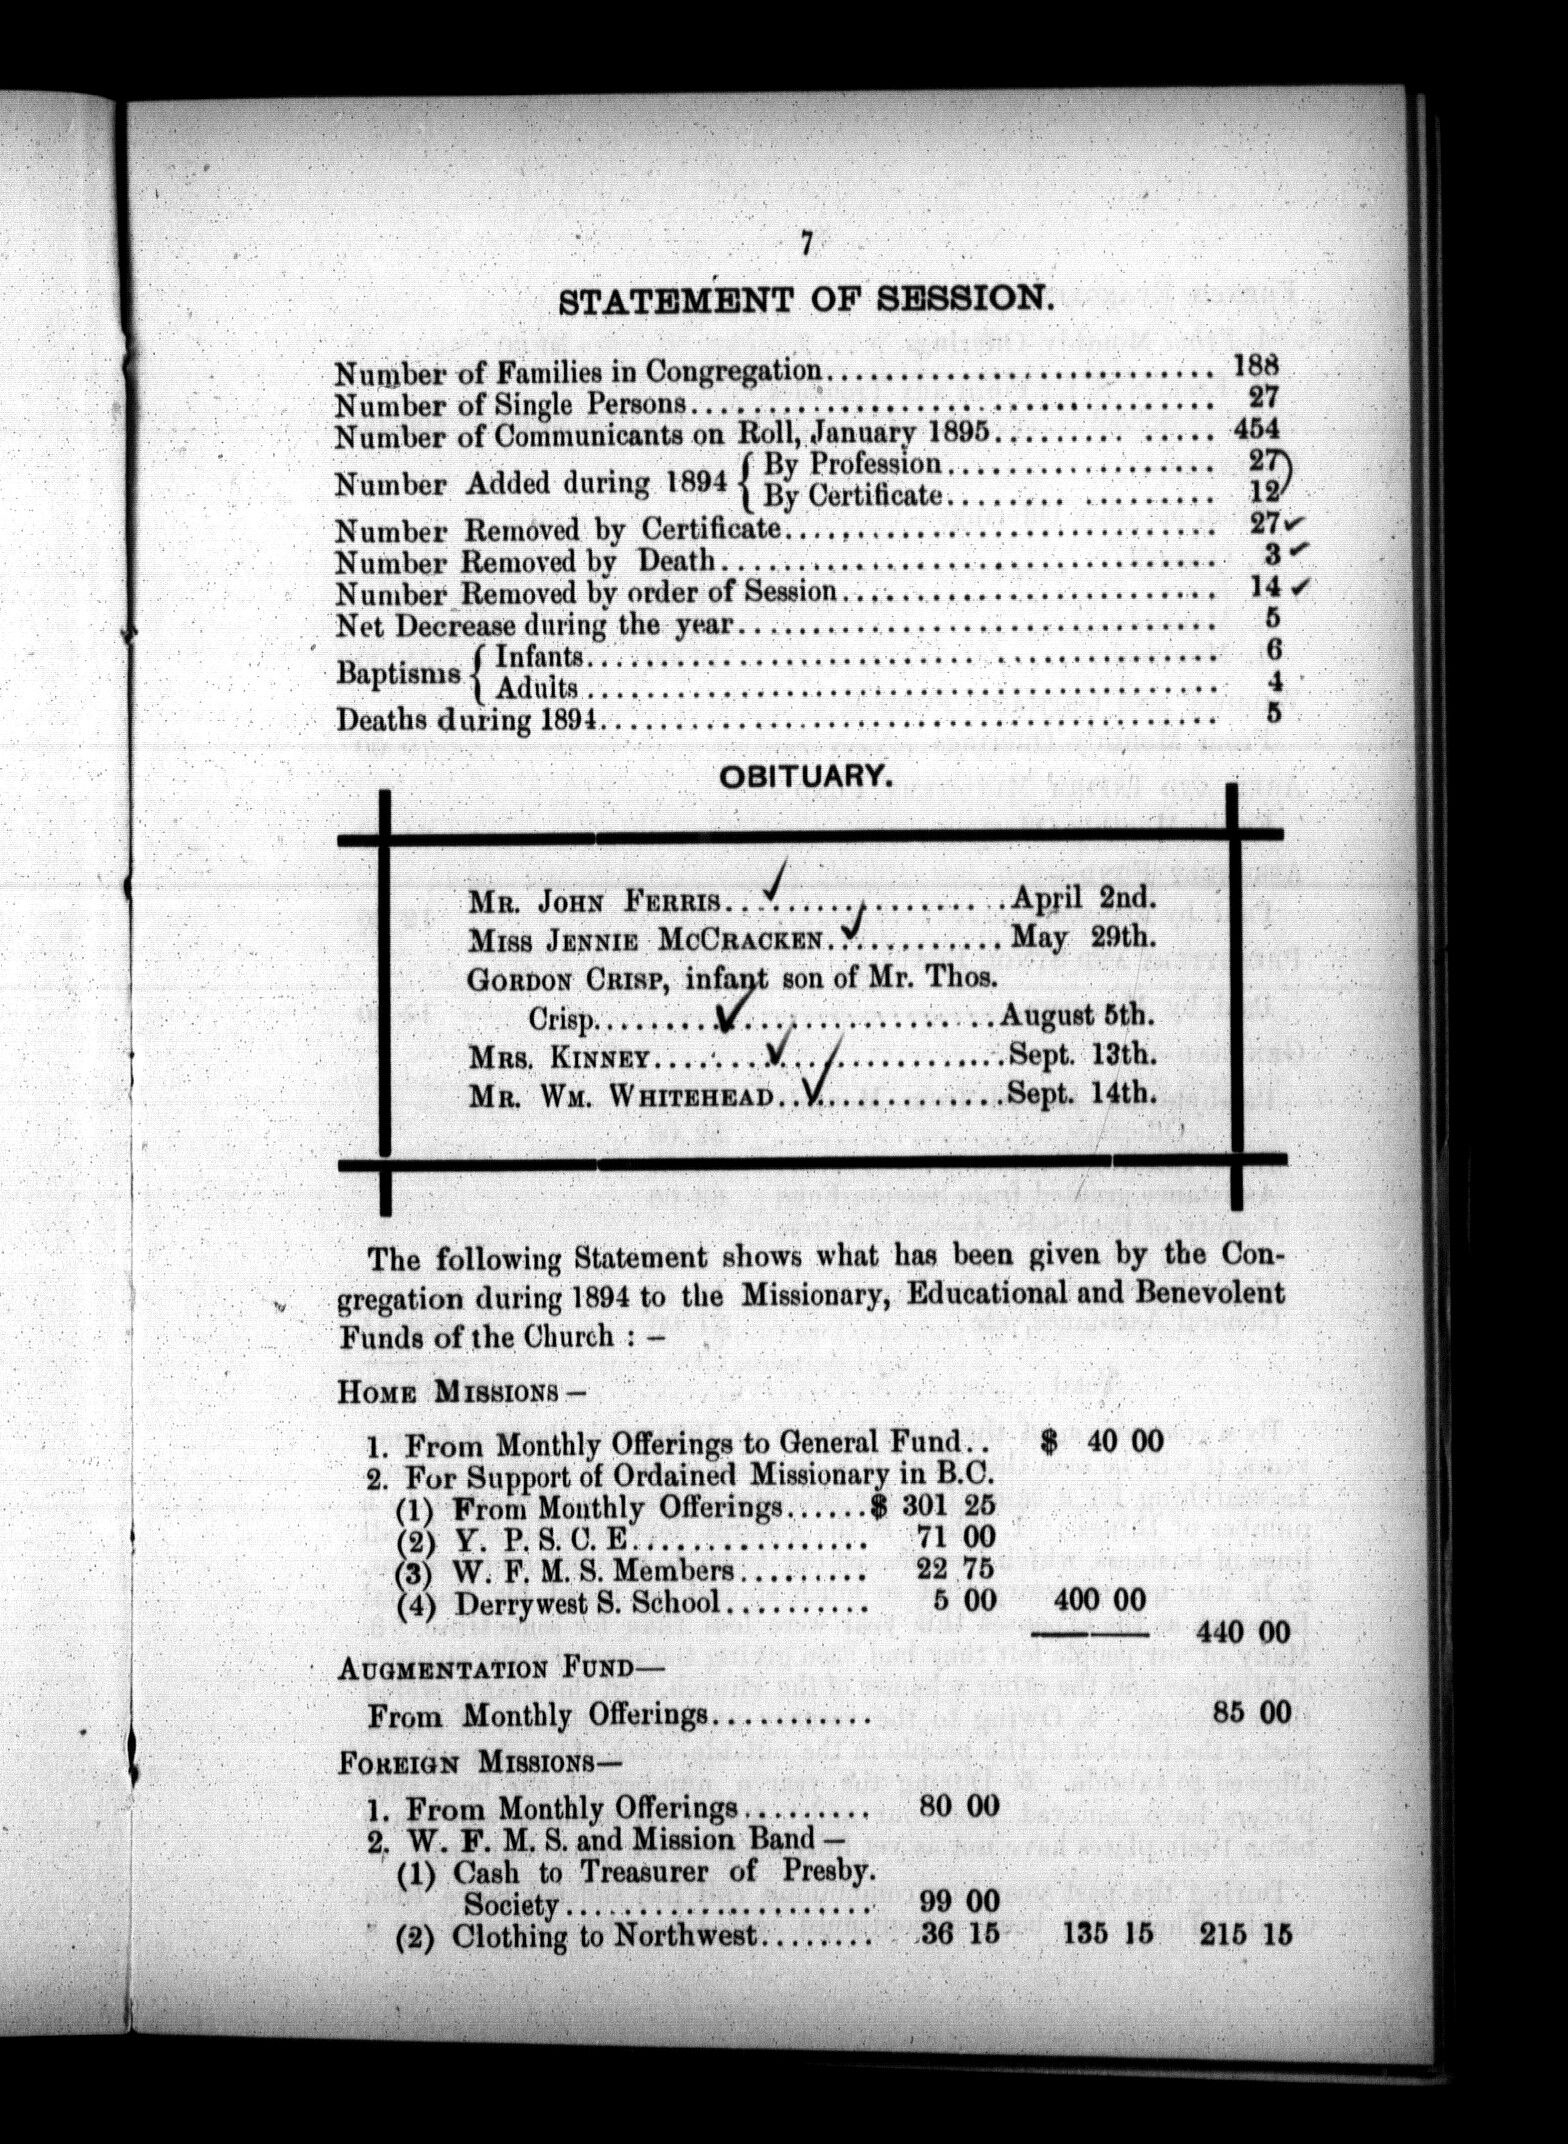 7
STATEMENT OF SESSION.
Number of Families in Congregation.......................... 188
Number of Single Persons................................... 27
Number of Communicants on Roll, January 1895......... ..... 454
Number Added during 1894 { By Profession.................. 27
By Certificate........ ......... 12
Number Removed by Certificate............................. 27
Number Removed by Death................................. 3
Number Removed by order of Session......................... 14
Net Decrease during the year................................ 5
Baptisms { Infants.......................... ............... 6
Adults.......................................... 4
Deaths during 1894......................................... 5
OBITUARY.
MR. JOHN FERRIS...................April 2nd.
MISS JENNIE MCCRACKEN............ May 29th.
GORDON CRISP, infant son of Mr. Thos.
Crisp............................August 5th.
MRS. KINNEY........................Sept. 13th.
MR. WM. WHITEHEAD...............Sept. 14th.
The following Statement shows what has been given by the Con-
gregation during 1894 to the Missionary, Educational and Benevolent
Funds of the Church : —
HOME MISSIONS —
1. From Monthly Offerings to General Fund.. $ 40 00
2. For Support of Ordained Missionary in B.C.
(1) From Monthly Offerings......$ 301 25
(2) Y. P. S. C. E................ 71 00
(3) W. F. M. S. Members......... 22 75
(4) Derrywest S. School.......... 5 00 400 00
440 00
AUGMENTATION FUND—
From Monthly Offerings........... 85 00
FOREIGN MISSIONS—
1. From Monthly Offerings......... 80 00
2. W. F. M. S. and Mission Band —
(1) Cash to Treasurer of Presby.
Society..................... 99 00
(2) Clothing to Northwest........ 36 15 135 15 215 15